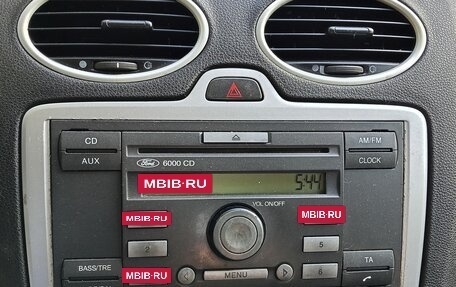 CD
AUX
Ford 6000 CD
AM/FM
CLOCK
MBIB·RU
5:44
VOL ON/OFF
MBIB·RU
MBIB·RU
2
5
BASS/TRE
TA
MBIB·RU
MENU
6